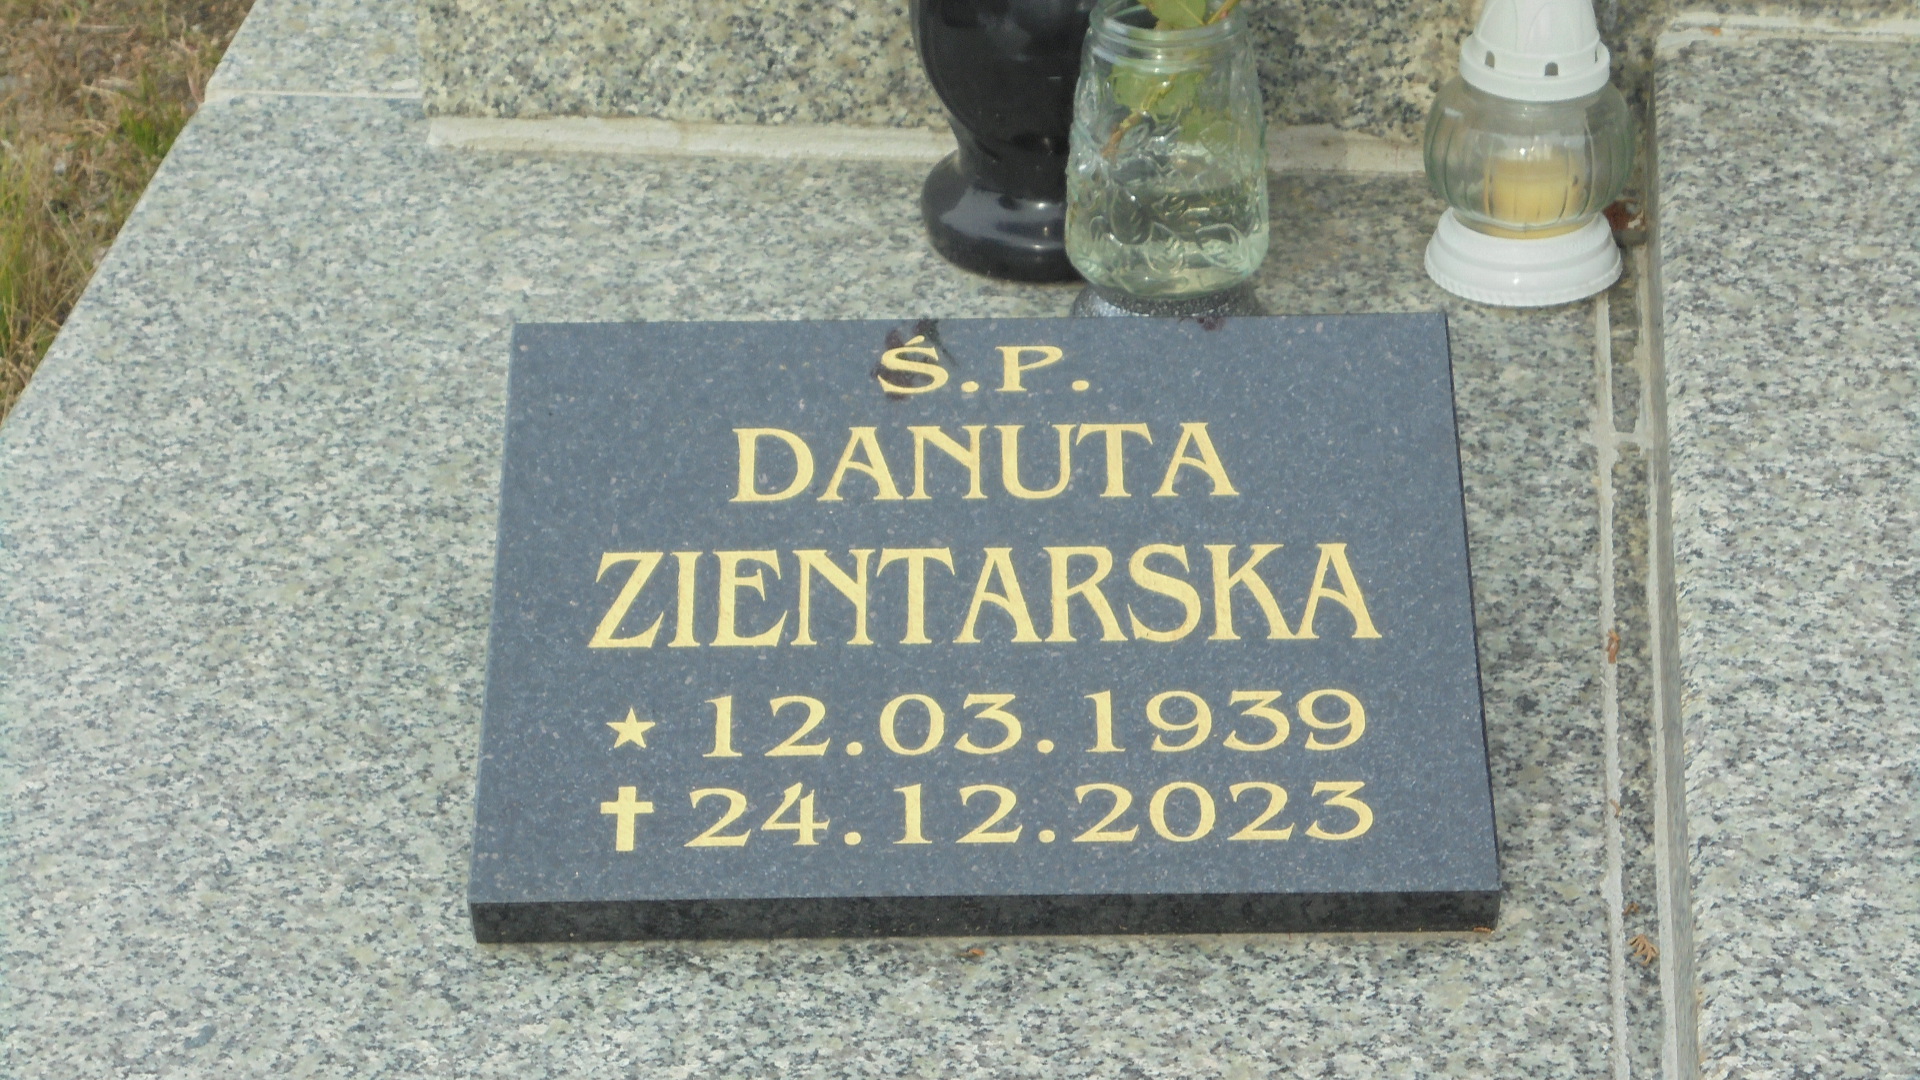 Ś.P.
DANUTA
ZIENTARSKA
★ 12.03.1939
✝ 24.12.2023